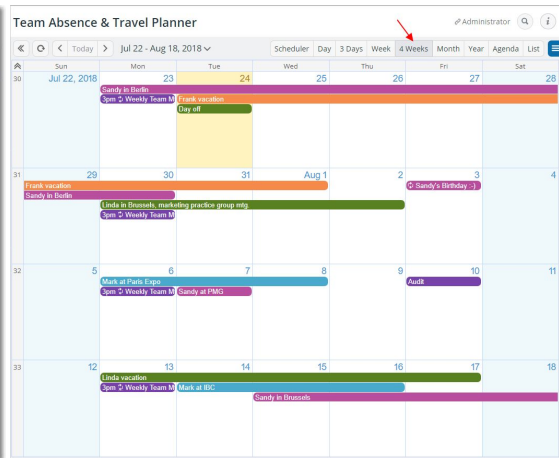 Team Absence & Travel Planner
Administrator
Today
Jul 22 - Aug 18, 2018
Scheduler Day 3 Days Week 4 Weeks Month Year Agenda List
Sun Mon Tue Wed Thu Fri Sat
30 Jul 22, 2018 23 24 25 26 27 28
Sandy in Berlin
3pm Weekly Team M Frank vacation
Day off
31 29 30 31 Aug 1 2 3 4
Frank vacation Sandy's Birthday :-)
Sandy in Berlin
Linda in Brussels, marketing practice group mtg.
3pm Weekly Team M
32 5 6 7 8 9 10 11
Mark at Paris Expo Audit
3pm Weekly Team M Sandy at PMG
33 12 13 14 15 16 17 18
Linda vacation
3pm Weekly Team M Mark at IBC
Sandy in Brussels